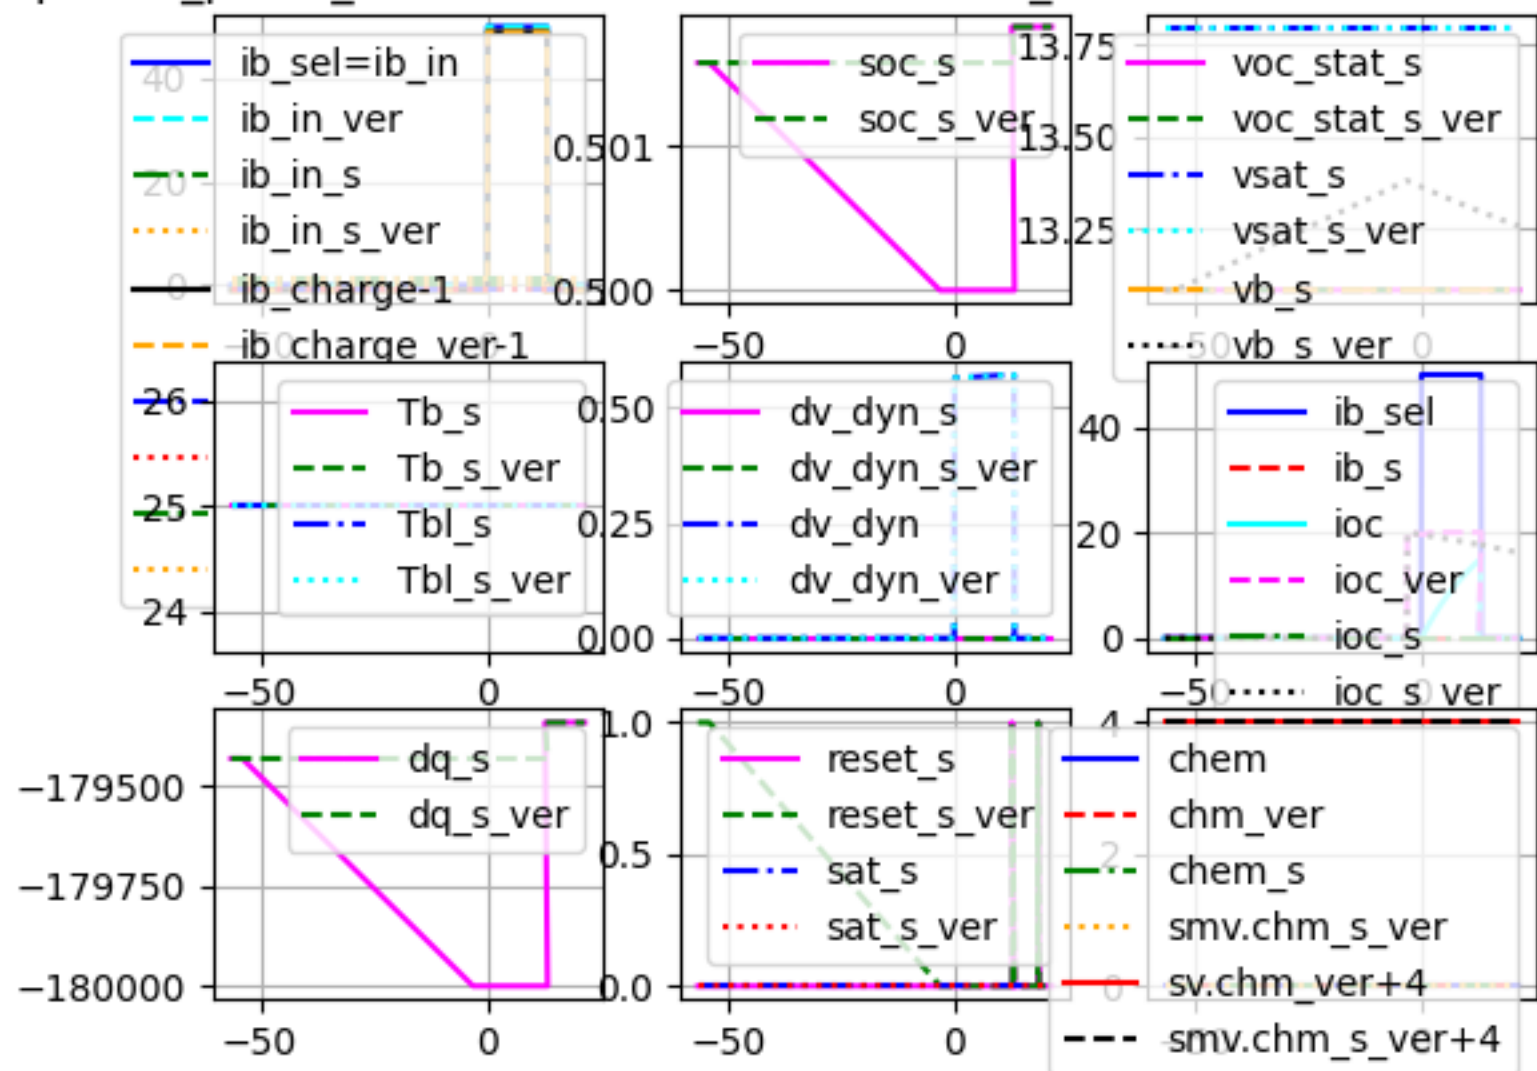 40
20
0
ib_sel=ib_in
ib_in_ver
ib_in_s
ib_in_s_ver
ib_charge-1
ib_charge_ver-1
0.501
0.500
−50
0
soc_s
soc_s_ver
13.75
13.50
13.25
50
0
voc_stat_s
voc_stat_s_ver
vsat_s
vsat_s_ver
vb_s
vb_s_ver
26
25
24
−50
0
Tb_s
Tb_s_ver
Tbl_s
Tbl_s_ver
0.50
0.25
0.00
−50
0
dv_dyn_s
dv_dyn_s_ver
dv_dyn
dv_dyn_ver
40
20
0
−50
0
ib_sel
ib_s
ioc
ioc_ver
ioc_s
ioc_s_ver
−179500
−179750
−180000
−50
0
dq_s
dq_s_ver
1.0
0.5
0.0
−50
0
reset_s
reset_s_ver
sat_s
sat_s_ver
4
2
0
chem
chm_ver
chem_s
smv.chm_s_ver
sv.chm_ver+4
smv.chm_s_ver+4